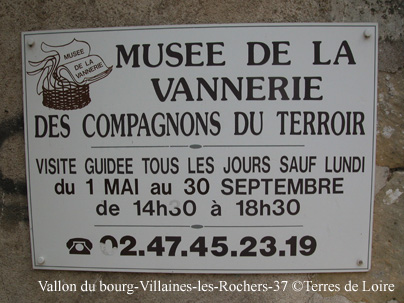 MUSEE
DE LA
VANNERIE
MUSEE DE LA
VANNERIE
DES COMPAGNONS DU TERROIR
VISITE GUIDEE TOUS LES JOURS SAUF LUNDI
du 1 MAI au 30 SEPTEMBRE
de 14h30 à 18h30
02.47.45.23.19
Vallon du bourg-Villaines-les-Rochers-37 ©Terres de Loire